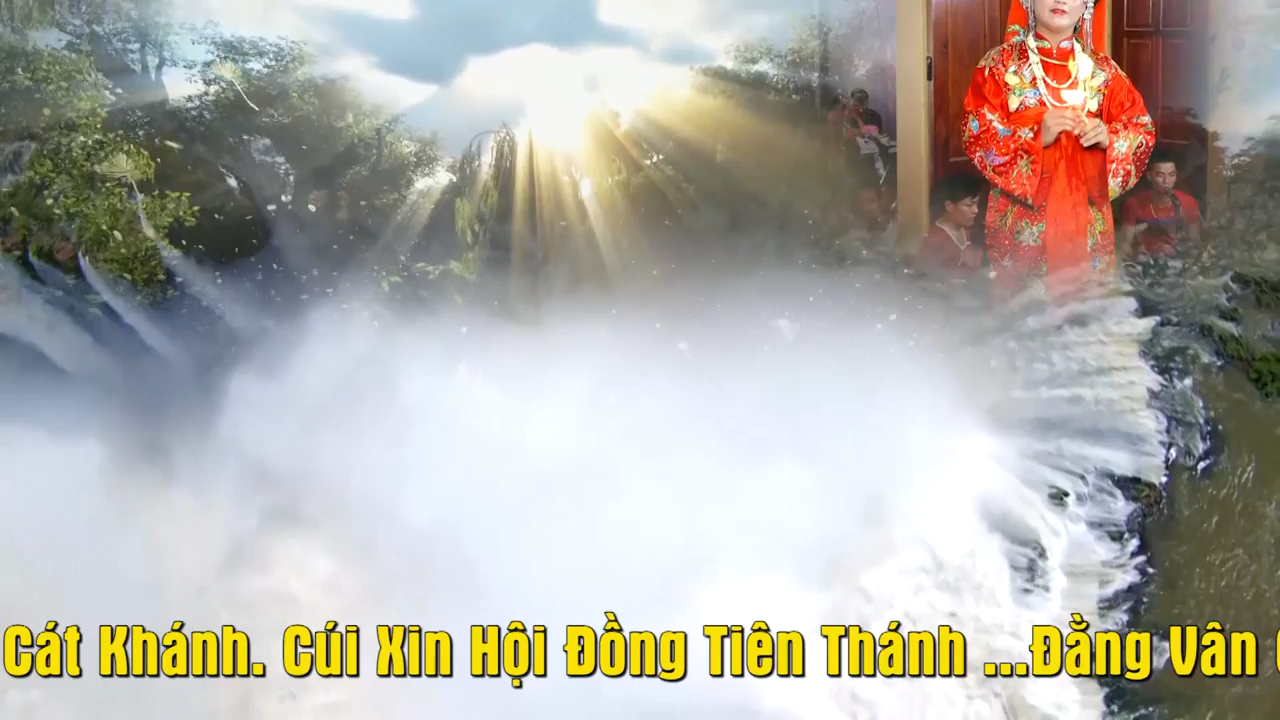 Cát Khánh. Cúi Xin Hội Đồng Tiên Thánh ...Đằng Vân